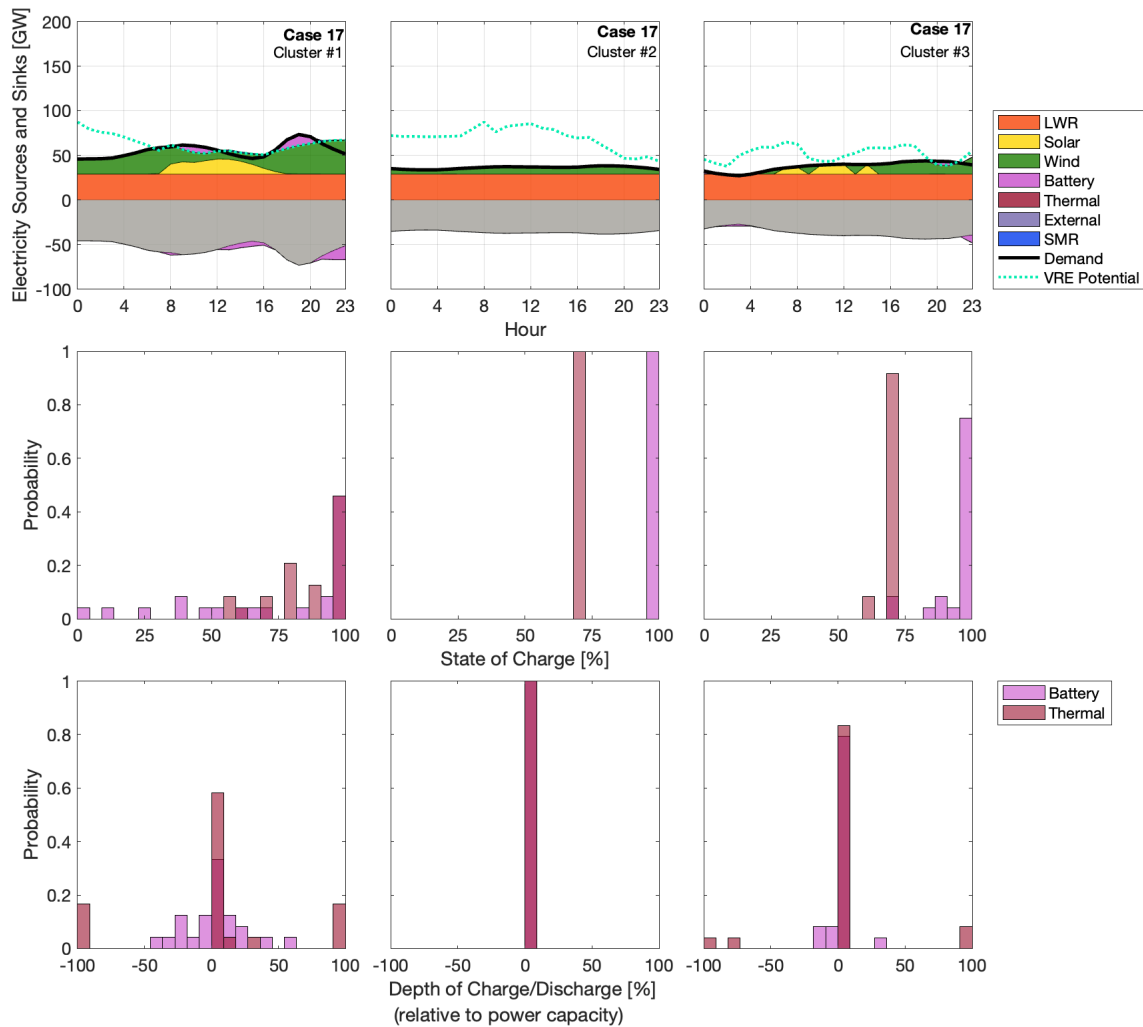 Electricity Sources and Sinks [GW]
200
150
100
50
0
-50
-100
Case 17
Cluster #1
0 4 8 12 16 20 23
Case 17
Cluster #2
0 4 8 12 16 20 23
Case 17
Cluster #3
0 4 8 12 16 20 23
Hour
LWR
Solar
Wind
Battery
Thermal
External
SMR
Demand
VRE Potential
Probability
1
0.8
0.6
0.4
0.2
0
0 25 50 75 100
0 25 50 75 100
0 25 50 75 100
State of Charge [%]
Probability
1
0.8
0.6
0.4
0.2
0
-100 -50 0 50 100
-100 -50 0 50 100
-100 -50 0 50 100
Depth of Charge/Discharge [%]
(relative to power capacity)
Battery
Thermal